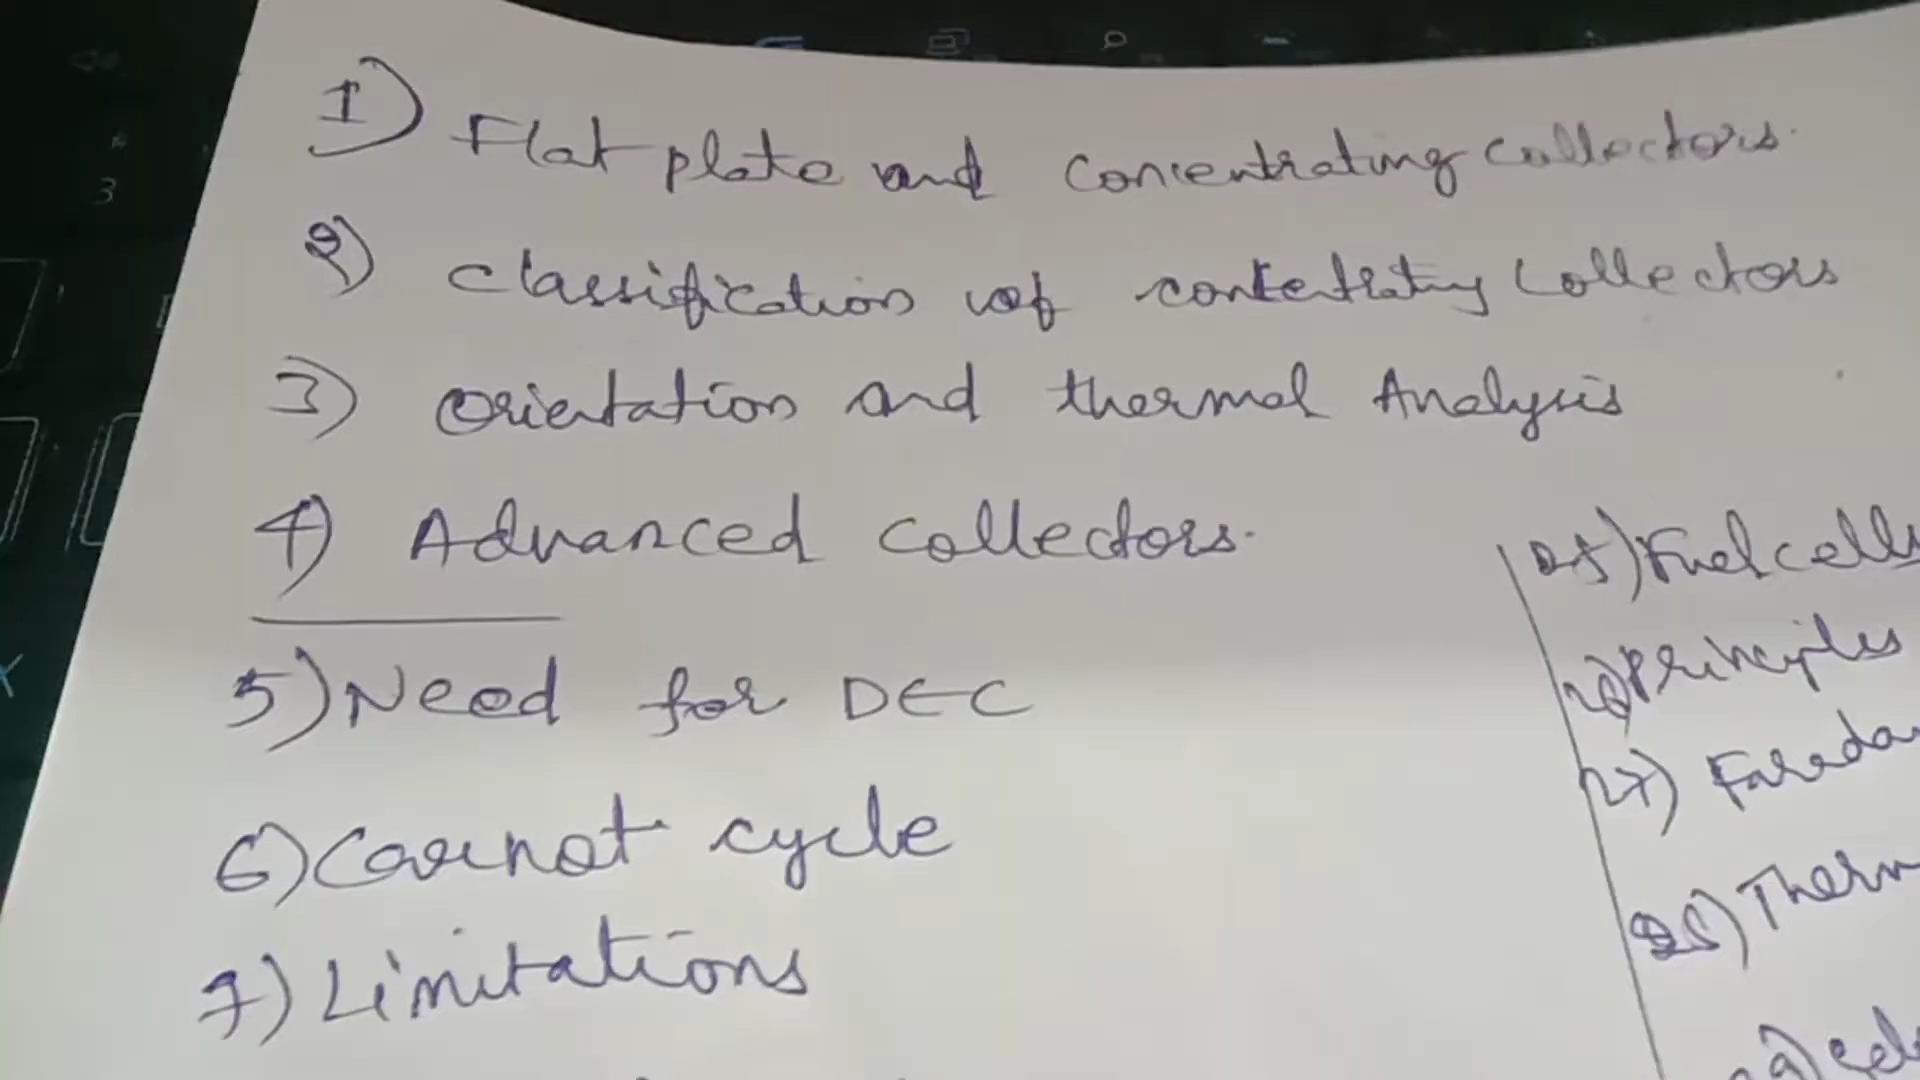 1) Flat plate and concentrating collectors.
2) classification of contentrating collectors
3) orientation and thermal Analysis
4) Advanced collectors.
5) Need for DEC
6) Carnot cycle
7) Limitations
25) Fuel cells
26) Principles
27) Farada
28) Therm